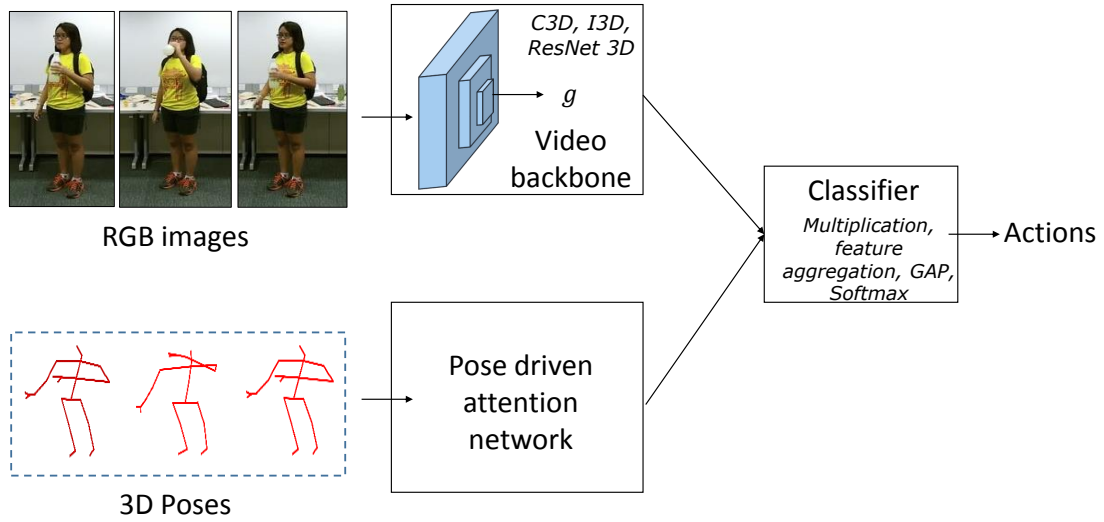 C3D, I3D,
ResNet 3D
g
Video
backbone
RGB images
Classifier
Multiplication,
feature
aggregation, GAP,
Softmax
Actions
Pose driven
attention
network
3D Poses